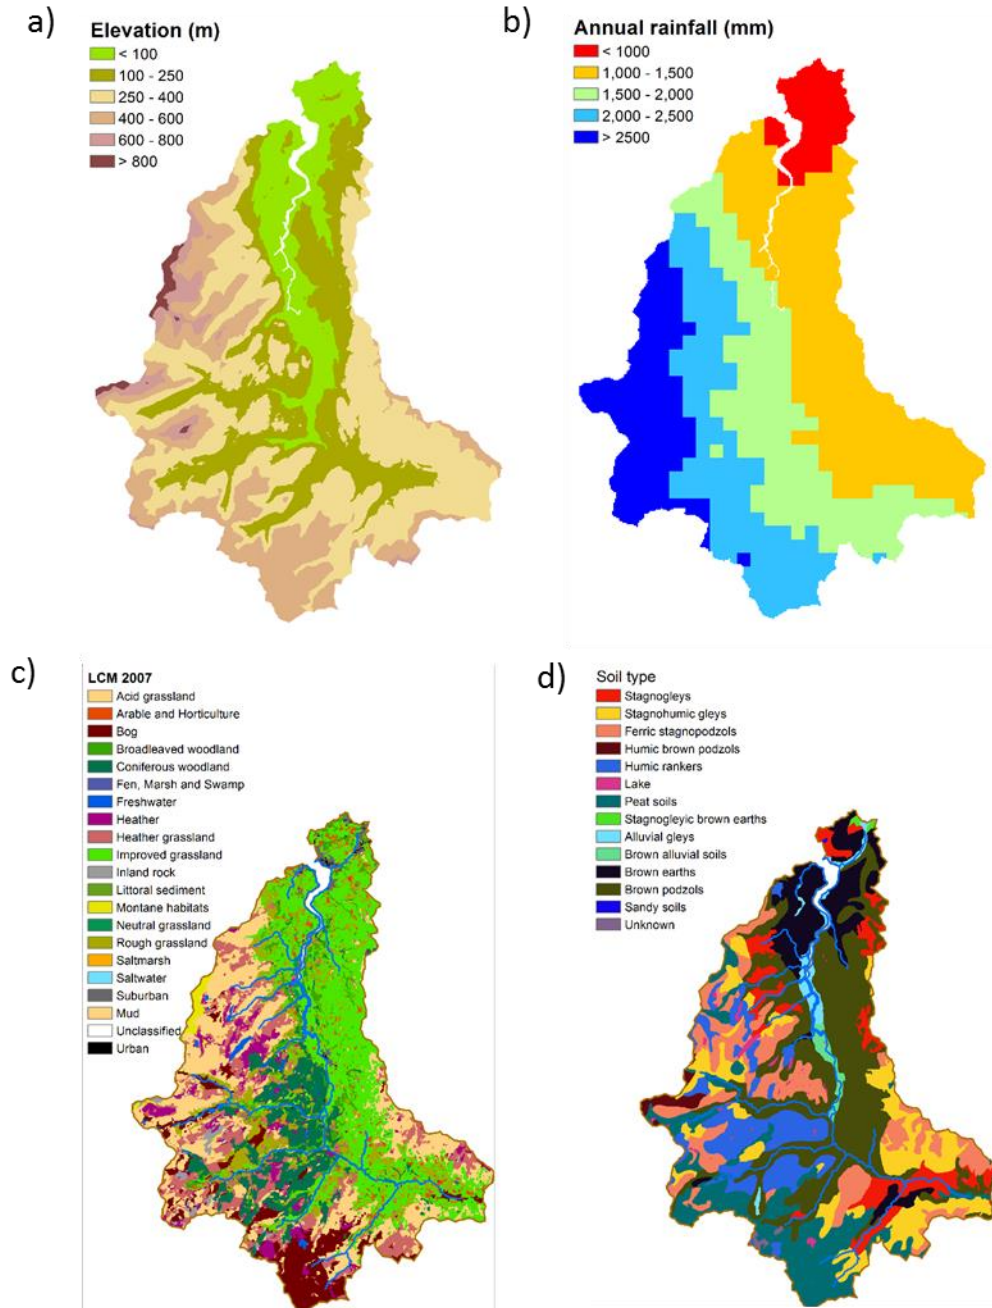 a)
Elevation (m)
< 100
100 - 250
250 - 400
400 - 600
600 - 800
> 800
b)
Annual rainfall (mm)
< 1000
1,000 - 1,500
1,500 - 2,000
2,000 - 2,500
> 2500
c)
LCM 2007
Acid grassland
Arable and Horticulture
Bog
Broadleaved woodland
Coniferous woodland
Fen, Marsh and Swamp
Freshwater
Heather
Heather grassland
Improved grassland
Inland rock
Littoral sediment
Montane habitats
Neutral grassland
Rough grassland
Saltmarsh
Saltwater
Suburban
Mud
Unclassified
Urban
d)
Soil type
Stagnogleys
Stagnohumic gleys
Ferric stagnopodzols
Humic brown podzols
Humic rankers
Lake
Peat soils
Stagnogleyic brown earths
Alluvial gleys
Brown alluvial soils
Brown earths
Brown podzols
Sandy soils
Unknown